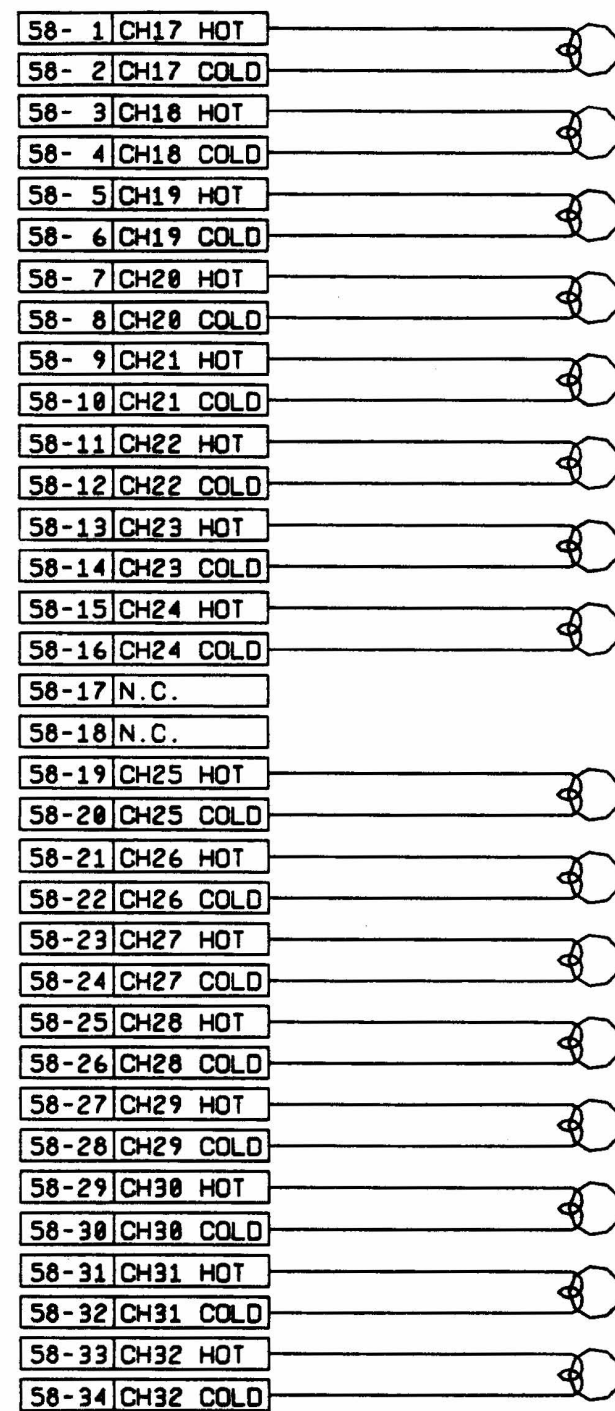 58- 1 CH17 HOT
58- 2 CH17 COLD
58- 3 CH18 HOT
58- 4 CH18 COLD
58- 5 CH19 HOT
58- 6 CH19 COLD
58- 7 CH20 HOT
58- 8 CH20 COLD
58- 9 CH21 HOT
58-10 CH21 COLD
58-11 CH22 HOT
58-12 CH22 COLD
58-13 CH23 HOT
58-14 CH23 COLD
58-15 CH24 HOT
58-16 CH24 COLD
58-17 N.C.
58-18 N.C.
58-19 CH25 HOT
58-20 CH25 COLD
58-21 CH26 HOT
58-22 CH26 COLD
58-23 CH27 HOT
58-24 CH27 COLD
58-25 CH28 HOT
58-26 CH28 COLD
58-27 CH29 HOT
58-28 CH29 COLD
58-29 CH30 HOT
58-30 CH30 COLD
58-31 CH31 HOT
58-32 CH31 COLD
58-33 CH32 HOT
58-34 CH32 COLD